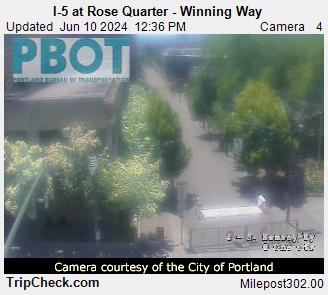 I-5 at Rose Quarter - Winning Way
Updated Jun 10 2024 12:36 PM Camera 4
PBOT
PORTLAND BUREAU OF TRANSPORTATION
Camera courtesy of the City of Portland
TripCheck.com Milepost302.00